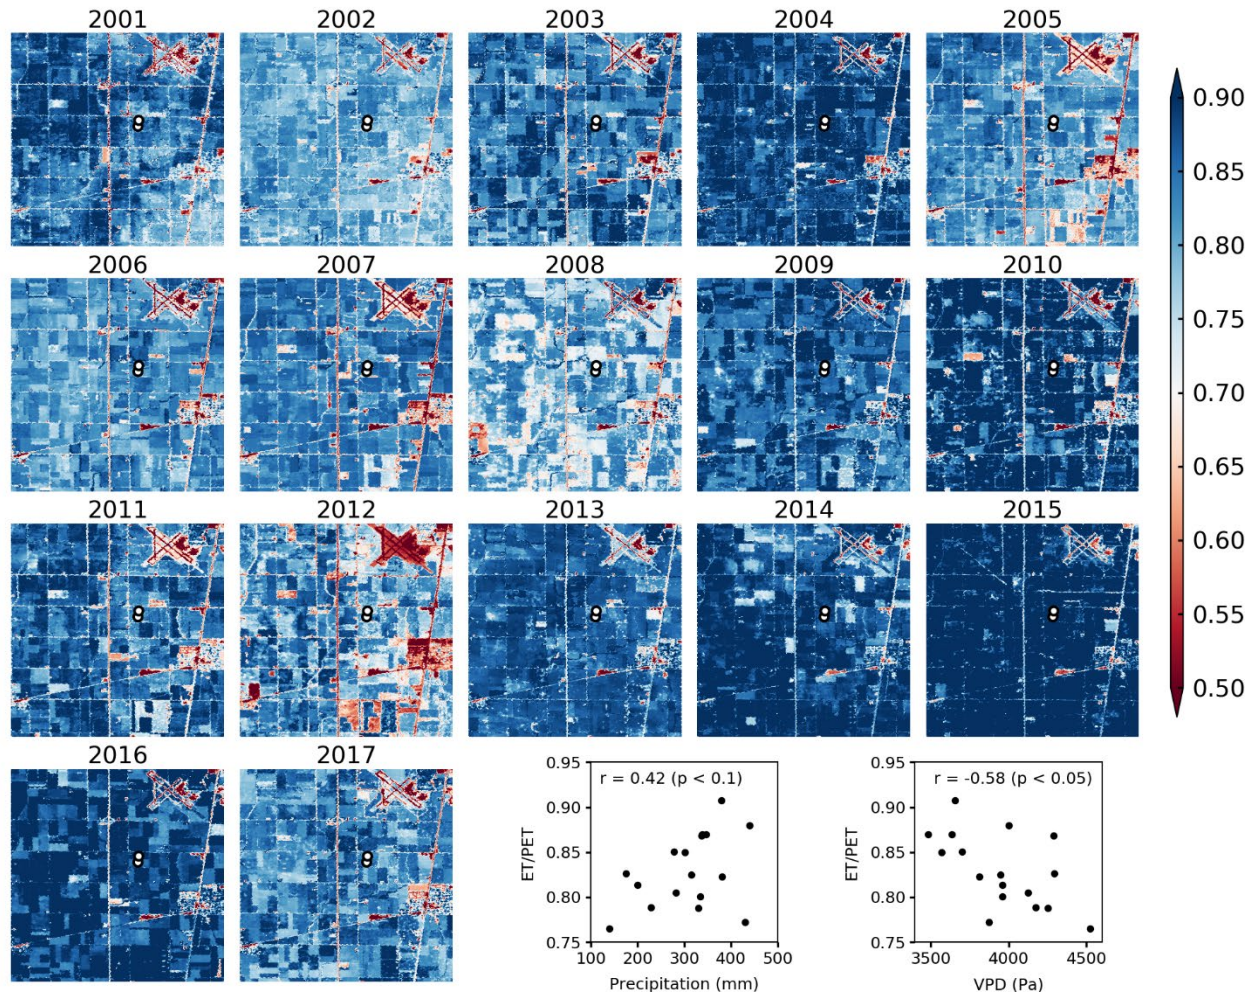 2001 2002 2003 2004 2005
2006 2007 2008 2009 2010
2011 2012 2013 2014 2015
2016 2017
0.90
0.85
0.80
0.75
0.70
0.65
0.60
0.55
0.50
r = 0.42 (p < 0.1)
0.95
0.90
0.85
0.80
0.75
ET/PET
100 200 300 400 500
Precipitation (mm)
r = -0.58 (p < 0.05)
0.95
0.90
0.85
0.80
0.75
ET/PET
3500 4000 4500
VPD (Pa)